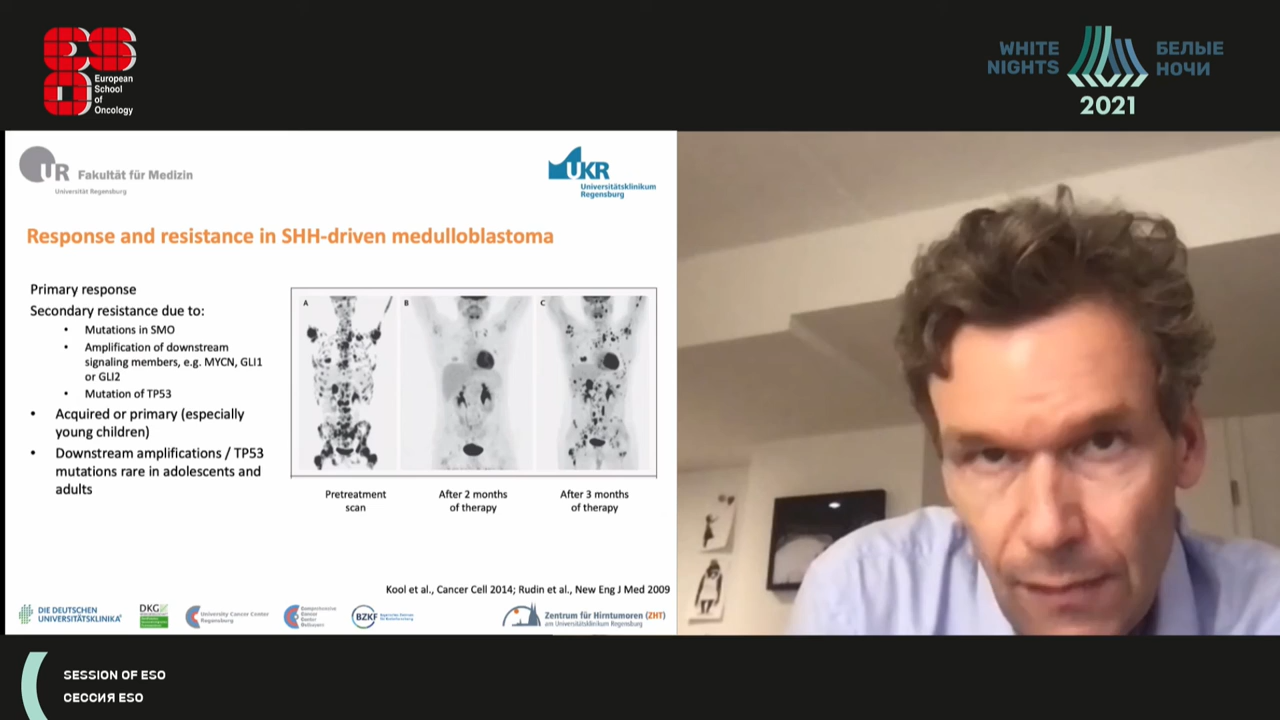 ESO
European
School
of
Oncology
WHITE
NIGHTS
БЕЛЫЕ
НОЧИ
2021
UR Fakultät für Medizin
Universität Regensburg
UKR
Universitätsklinikum
Regensburg
Response and resistance in SHH-driven medulloblastoma
Primary response
Secondary resistance due to:
• Mutations in SMO
• Amplification of downstream
signaling members, e.g. MYCN, GLI1
or GLI2
• Mutation of TP53
• Acquired or primary (especially
young children)
• Downstream amplifications / TP53
mutations rare in adolescents and
adults
A
B
C
Pretreatment
scan
After 2 months
of therapy
After 3 months
of therapy
Kool et al., Cancer Cell 2014; Rudin et al., New Eng J Med 2009
DIE DEUTSCHEN
UNIVERSITÄTSKLINIKA
DKG
University Cancer Center
Regensburg
Comprehensive
Cancer
Center
BZKF
Zentrum für Hirntumoren (ZHT)
am Universitätsklinikum Regensburg
SESSION OF ESO
СЕССИЯ ESO